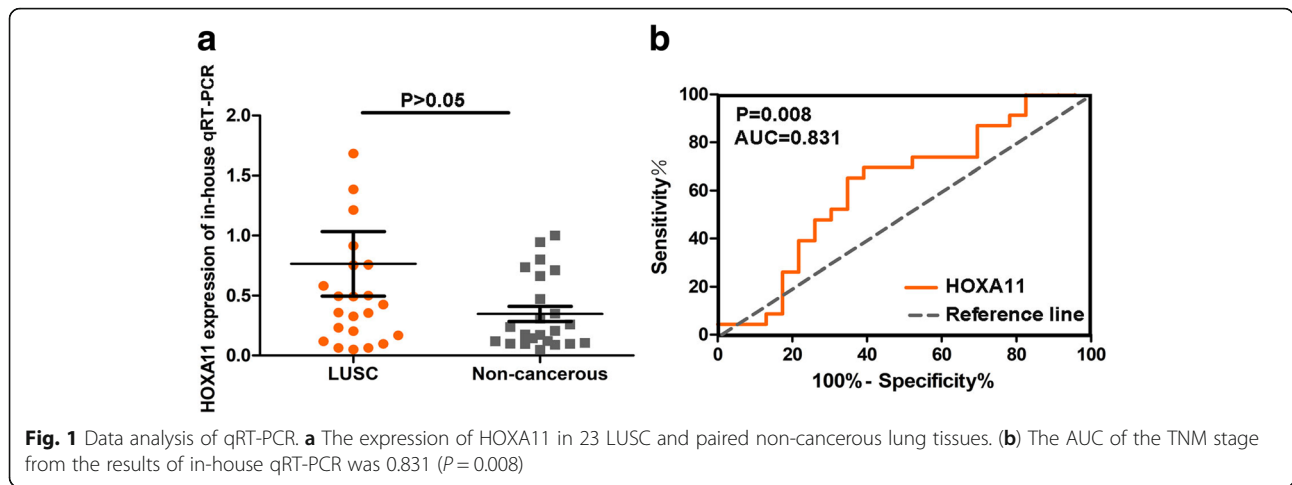 a
HOXA11 expression of in-house qRT-PCR
P>0.05
2.0
1.5
1.0
0.5
0.0
LUSC
Non-cancerous
b
P=0.008
AUC=0.831
Sensitivity%
100
80
60
40
20
0
HOXA11
Reference line
0
20
40
60
80
100
100%- Specificity%
Fig. 1 Data analysis of qRT-PCR. a The expression of HOXA11 in 23 LUSC and paired non-cancerous lung tissues. (b) The AUC of the TNM stage
from the results of in-house qRT-PCR was 0.831 (P = 0.008)